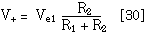 V₊ = Vₑ₁ R₂ / (R₁ + R₂) [30]